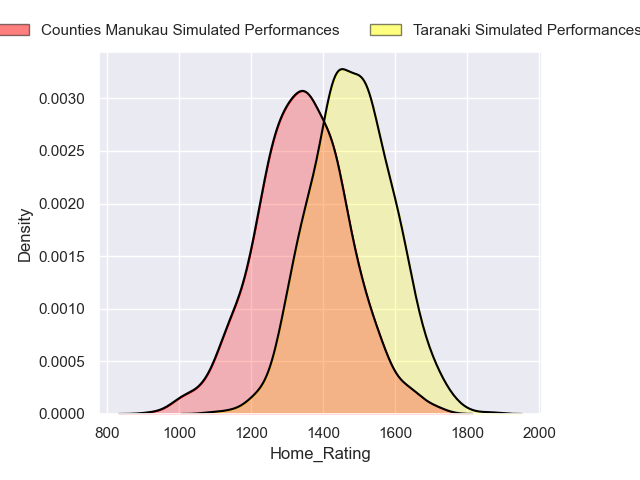 Counties Manukau Simulated Performances
Taranaki Simulated Performances
0.0030
0.0025
0.0020
0.0015
0.0010
0.0005
0.0000
Density
800 1000 1200 1400 1600 1800 2000
Home_Rating